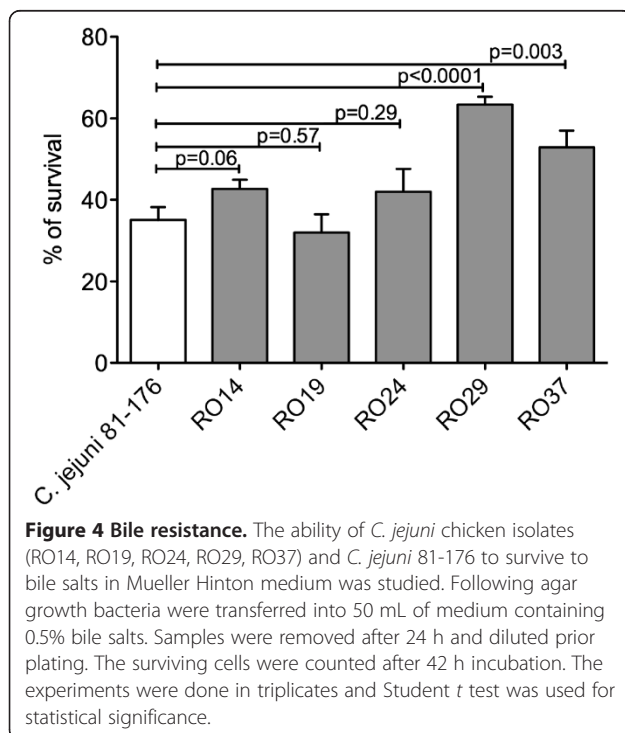 80
60
40
20
0
% of survival
p=0.003
p<0.0001
p=0.29
p=0.57
p=0.06
C. jejuni 81-176
RO14
RO19
RO24
RO29
RO37
Figure 4 Bile resistance. The ability of C. jejuni chicken isolates
(RO14, RO19, RO24, RO29, RO37) and C. jejuni 81-176 to survive to
bile salts in Mueller Hinton medium was studied. Following agar
growth bacteria were transferred into 50 mL of medium containing
0.5% bile salts. Samples were removed after 24 h and diluted prior
plating. The surviving cells were counted after 42 h incubation. The
experiments were done in triplicates and Student t test was used for
statistical significance.